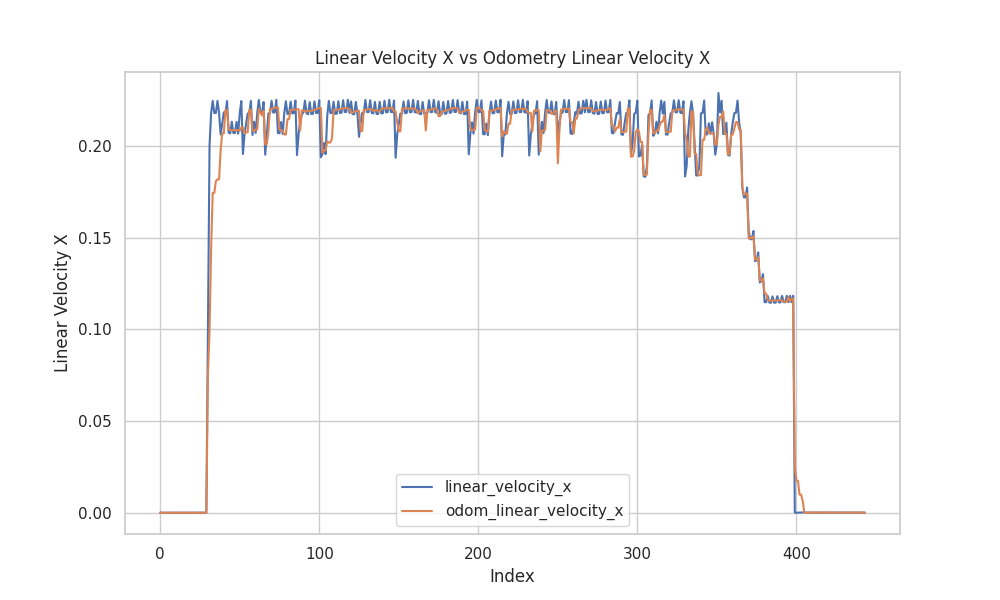 Linear Velocity X vs Odometry Linear Velocity X
Linear Velocity X
0.20
0.15
0.10
0.05
0.00
linear_velocity_x
odom_linear_velocity_x
0
100
200
300
400
Index